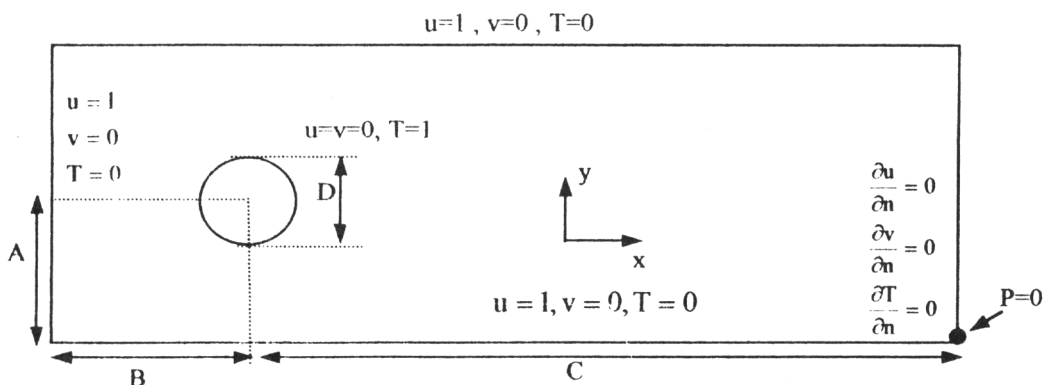 u=1 , v=0 , T=0
u = 1
v = 0
T = 0
u=v=0, T=1
D
A
y
x
∂u/∂n = 0
∂v/∂n = 0
∂T/∂n = 0
u = 1, v = 0, T = 0
P=0
B
C